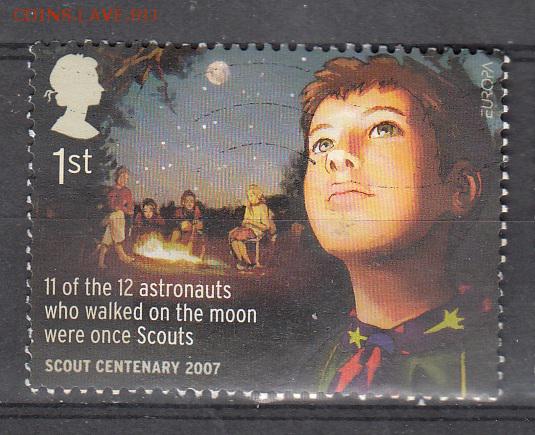 COINS.(AVE.RU
1st
EUROPA
11 of the 12 astronauts
who walked on the moon
were once Scouts
SCOUT CENTENARY 2007